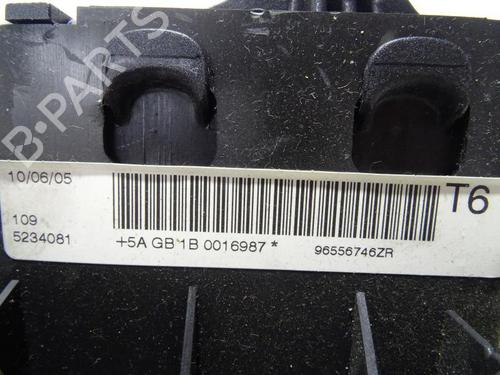 B-PARTS
10/06/05
T6
109
5234081
+5A GB 1B 0016987 *
96556746ZR